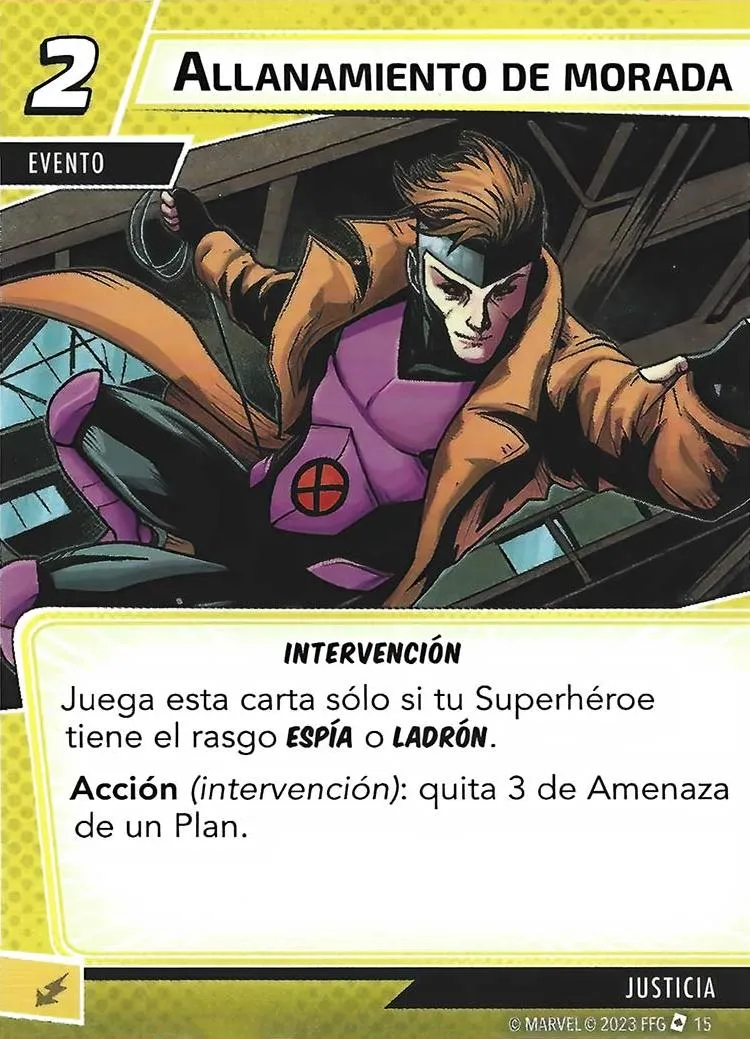 2
ALLANAMIENTO DE MORADA
EVENTO
INTERVENCIÓN
Juega esta carta sólo si tu Superhéroe
tiene el rasgo ESPÍA o LADRÓN.
Acción (intervención): quita 3 de Amenaza
de un Plan.
JUSTICIA
© MARVEL © 2023 FFG 15